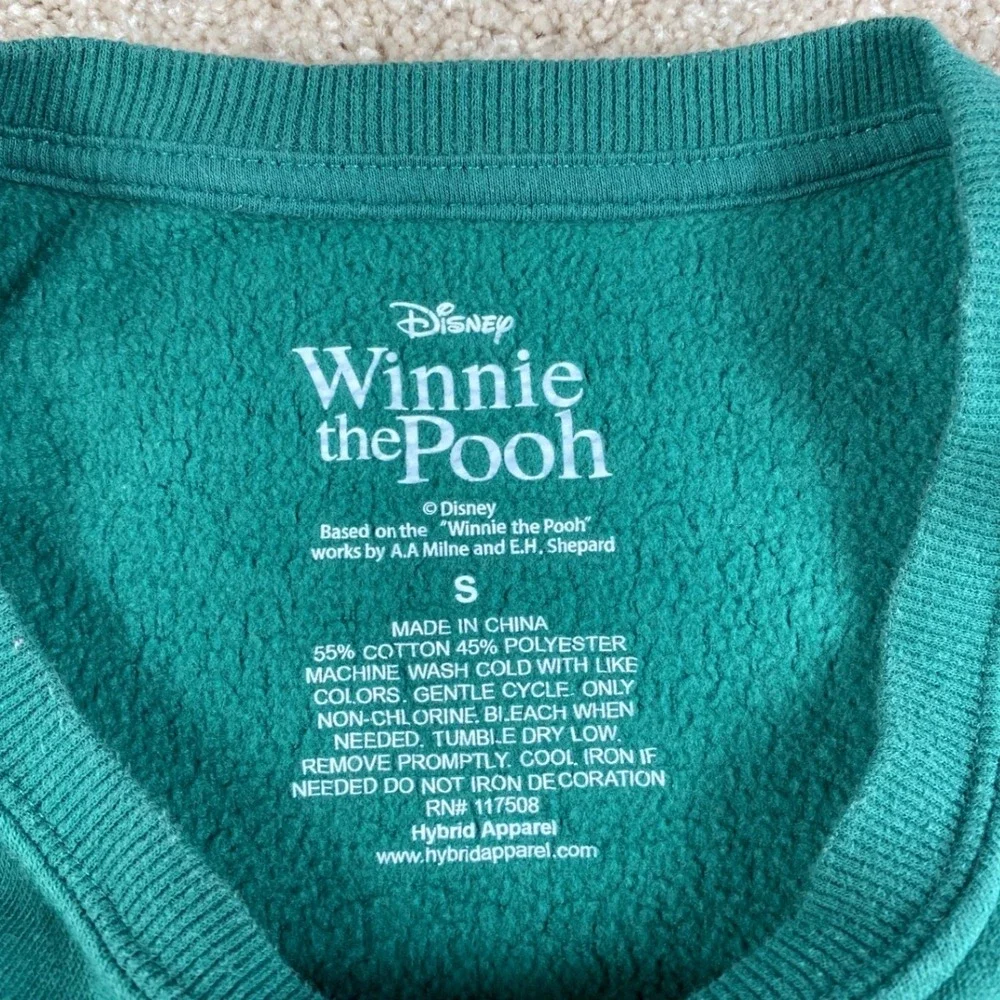 Disney
Winnie
the Pooh
© Disney
Based on the "Winnie the Pooh"
works by A.A Milne and E.H. Shepard
S
MADE IN CHINA
55% COTTON 45% POLYESTER
MACHINE WASH COLD WITH LIKE
COLORS. GENTLE CYCLE. ONLY
NON-CHLORINE. BLEACH WHEN
NEEDED. TUMBLE DRY LOW.
REMOVE PROMPTLY. COOL IRON IF
NEEDED DO NOT IRON DECORATION
RN# 117508
Hybrid Apparel
www.hybridapparel.com